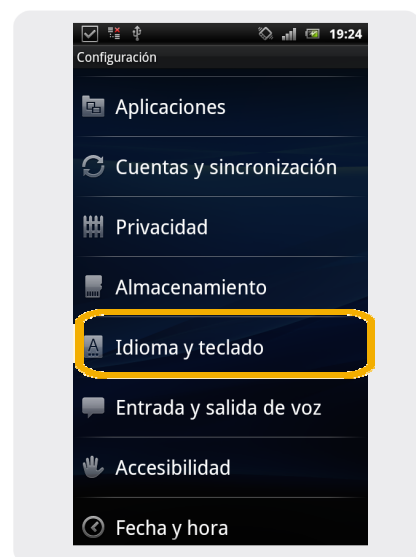 19:24
Configuración
Aplicaciones
Cuentas y sincronización
Privacidad
Almacenamiento
Idioma y teclado
Entrada y salida de voz
Accesibilidad
Fecha y hora